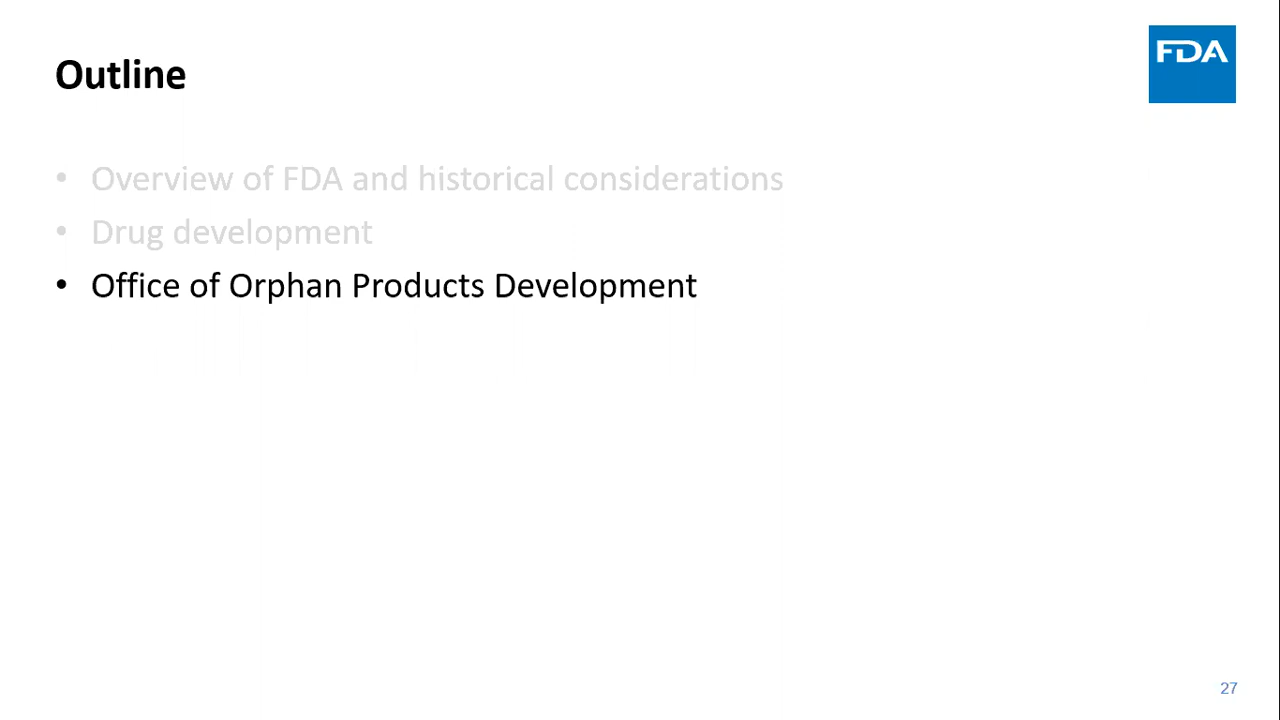 Outline
FDA
• Overview of FDA and historical considerations
• Drug development
• Office of Orphan Products Development
27